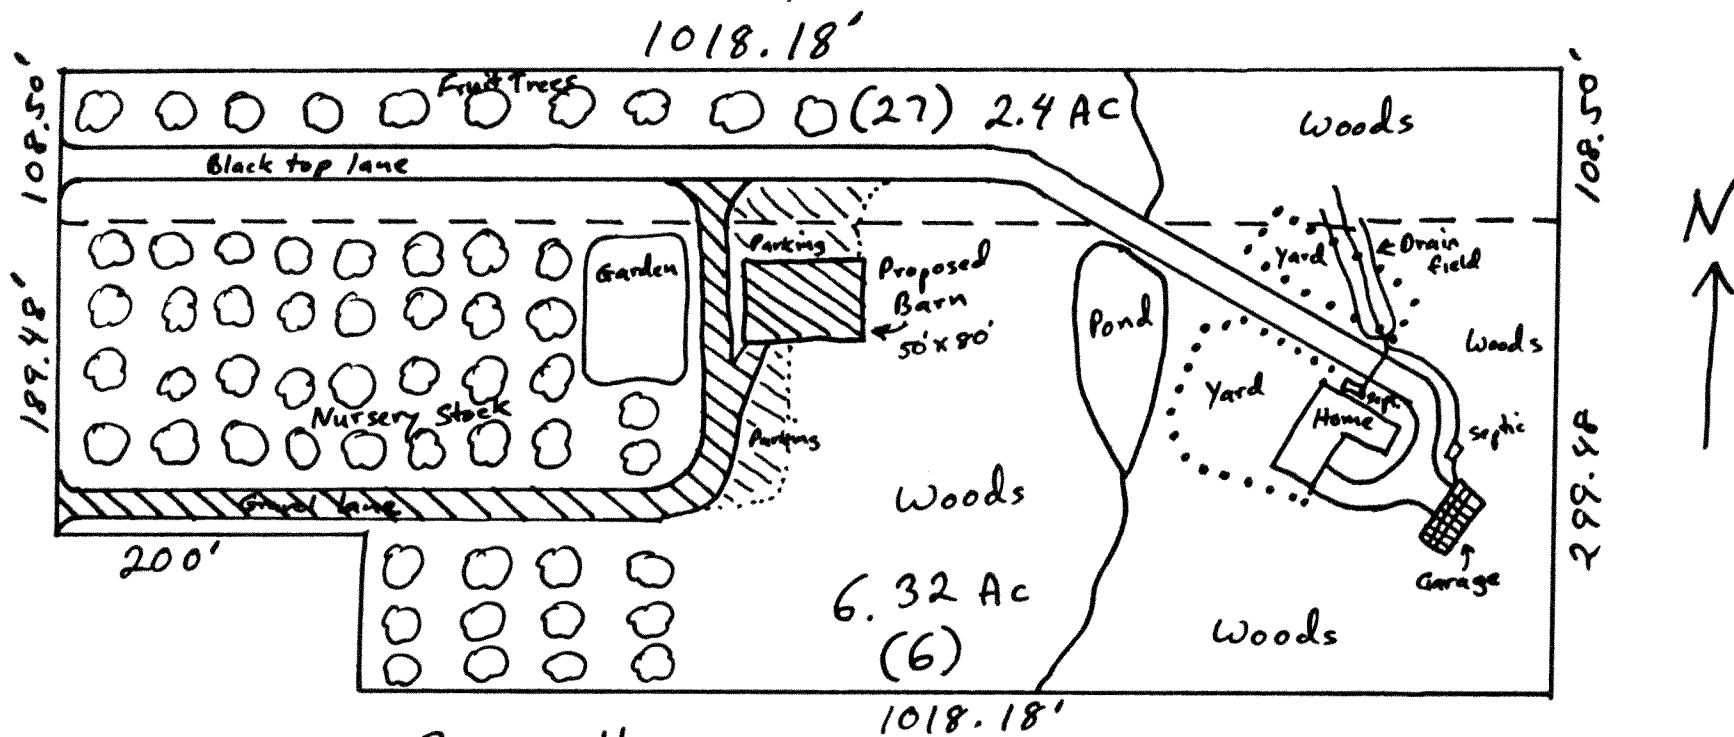 1018.18'
108.50'
Fruit Trees
(27) 2.4 Ac
Woods
108.50'
Black top lane
N
Parking
Yard
Drain
field
Garden
Proposed
Barn
50'x80'
Pond
Woods
189.48'
Yard
Sept.
Home
Nursery Stock
Parking
Septic
Woods
299.48
Gravel lane
200'
Garage
6.32 Ac
(6)
Woods
1018.18'